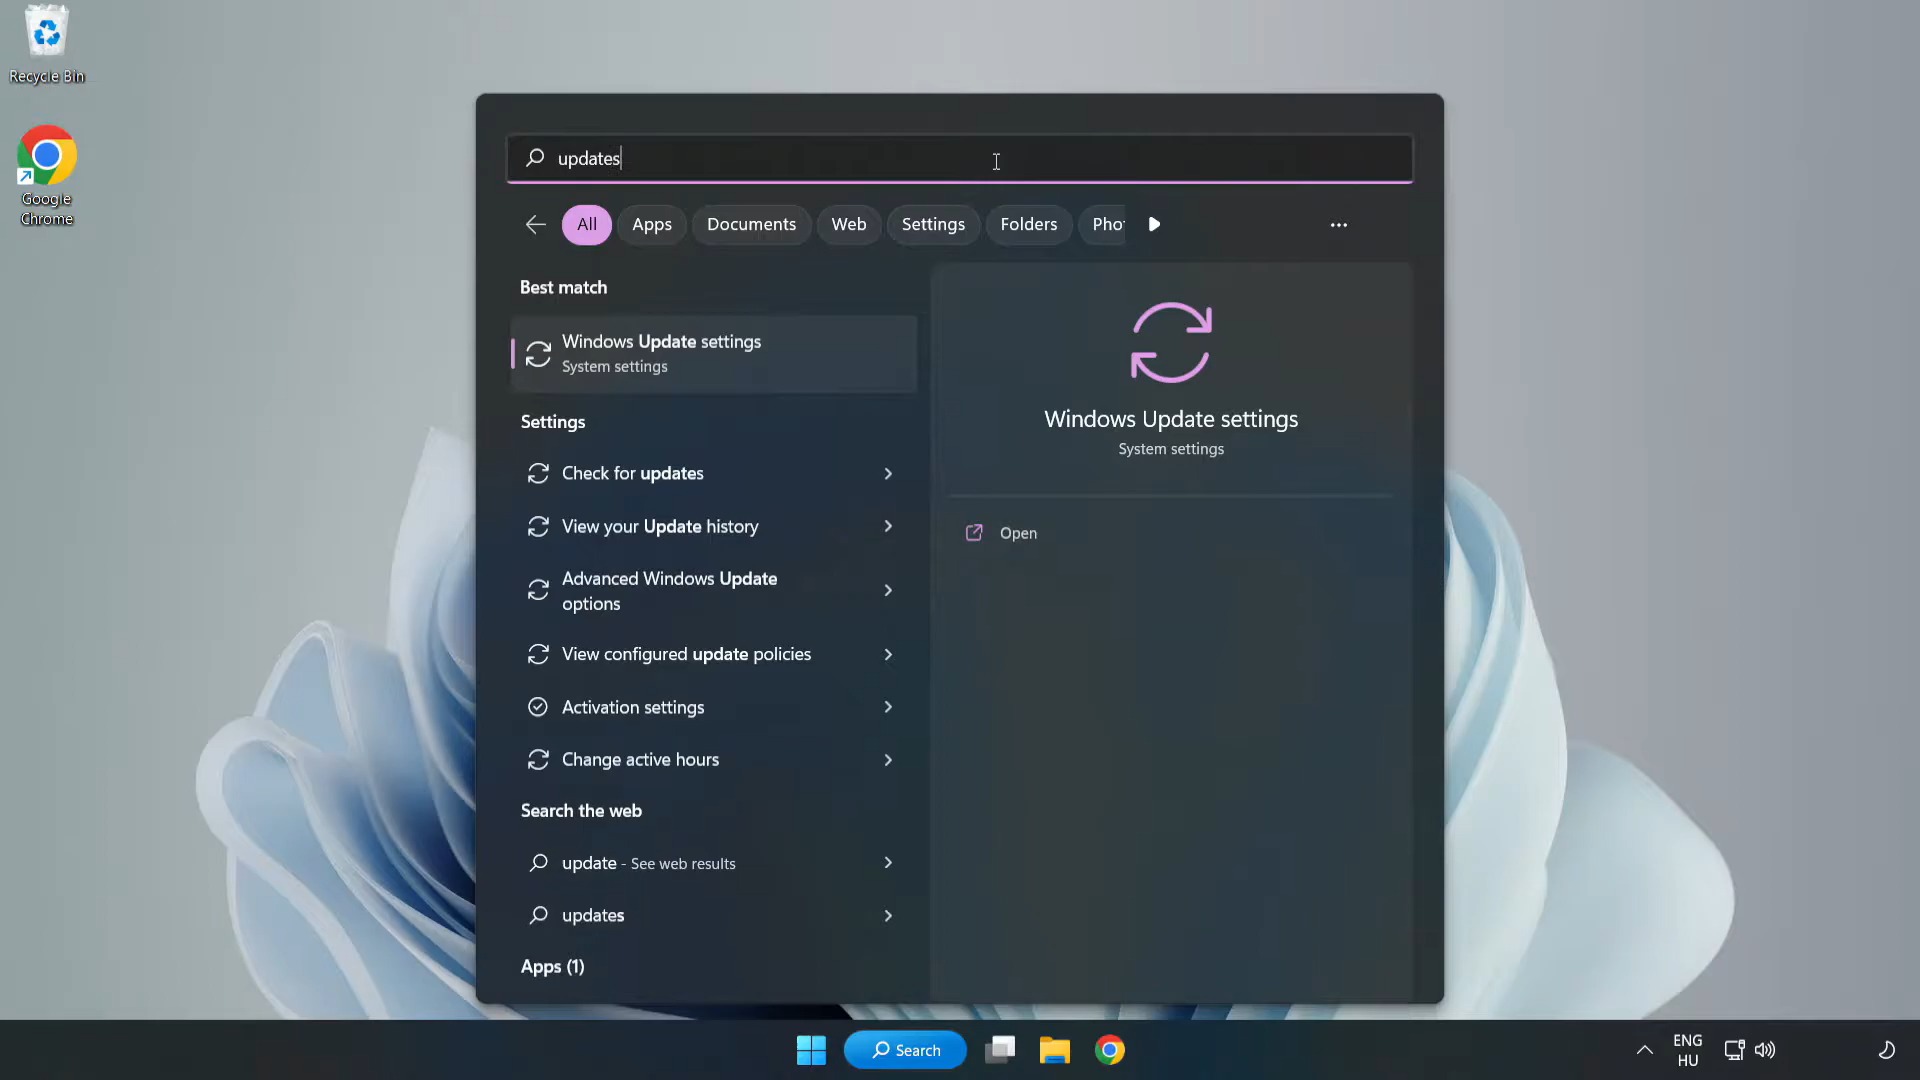 Recycle Bin
Google
Chrome
updates
All
Apps
Documents
Web
Settings
Folders
Pho
Best match
Windows Update settings
System settings
Settings
Check for updates
View your Update history
Advanced Windows Update
options
View configured update policies
Activation settings
Change active hours
Search the web
update - See web results
updates
Apps (1)
Windows Update settings
System settings
Open
Search
ENG
HU